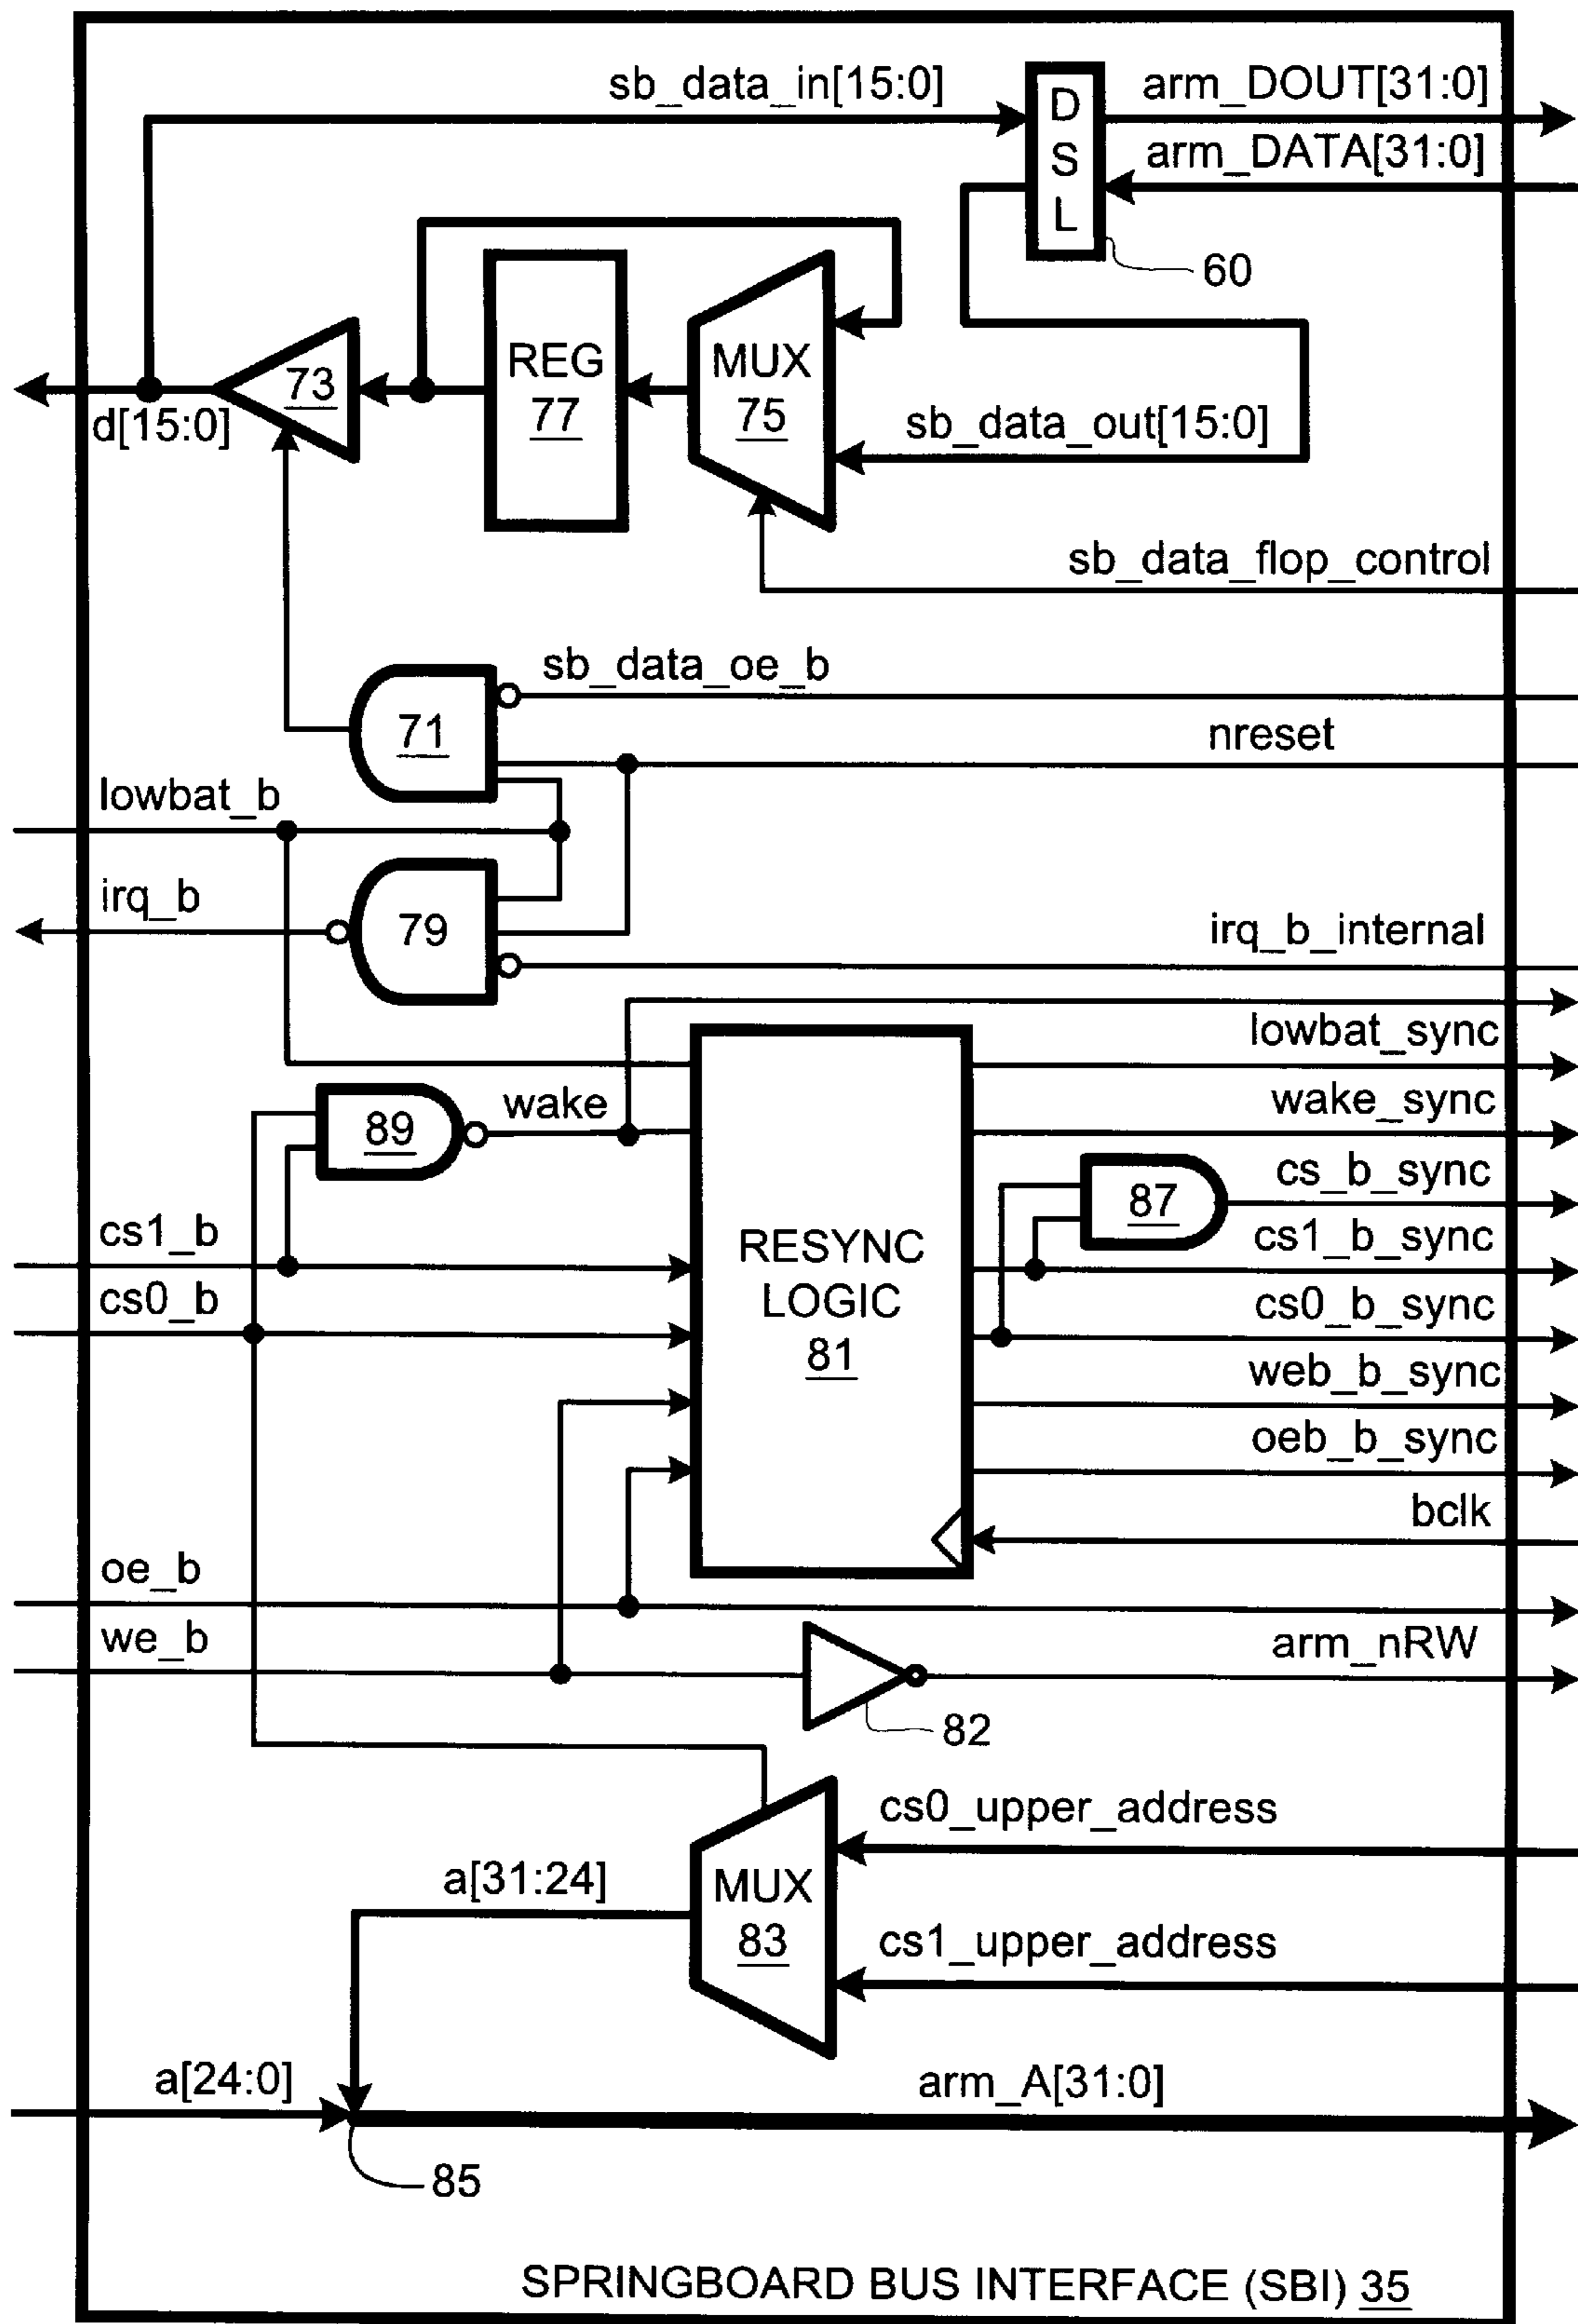 sb_data_in[15:0]
arm_DOUT[31:0]
D
S
L
arm_DATA[31:0]
60
REG
77
MUX
75
73
d[15:0]
sb_data_out[15:0]
sb_data_flop_control
sb_data_oe_b
71
nreset
lowbat_b
irq_b
79
irq_b_internal
lowbat_sync
wake
89
wake_sync
cs_b_sync
87
cs1_b
RESYNC
LOGIC
81
cs1_b_sync
cs0_b
cs0_b_sync
web_b_sync
oeb_b_sync
bclk
oe_b
we_b
arm_nRW
82
cs0_upper_address
a[31:24]
MUX
83
cs1_upper_address
a[24:0]
arm_A[31:0]
85
SPRINGBOARD BUS INTERFACE (SBI) 35